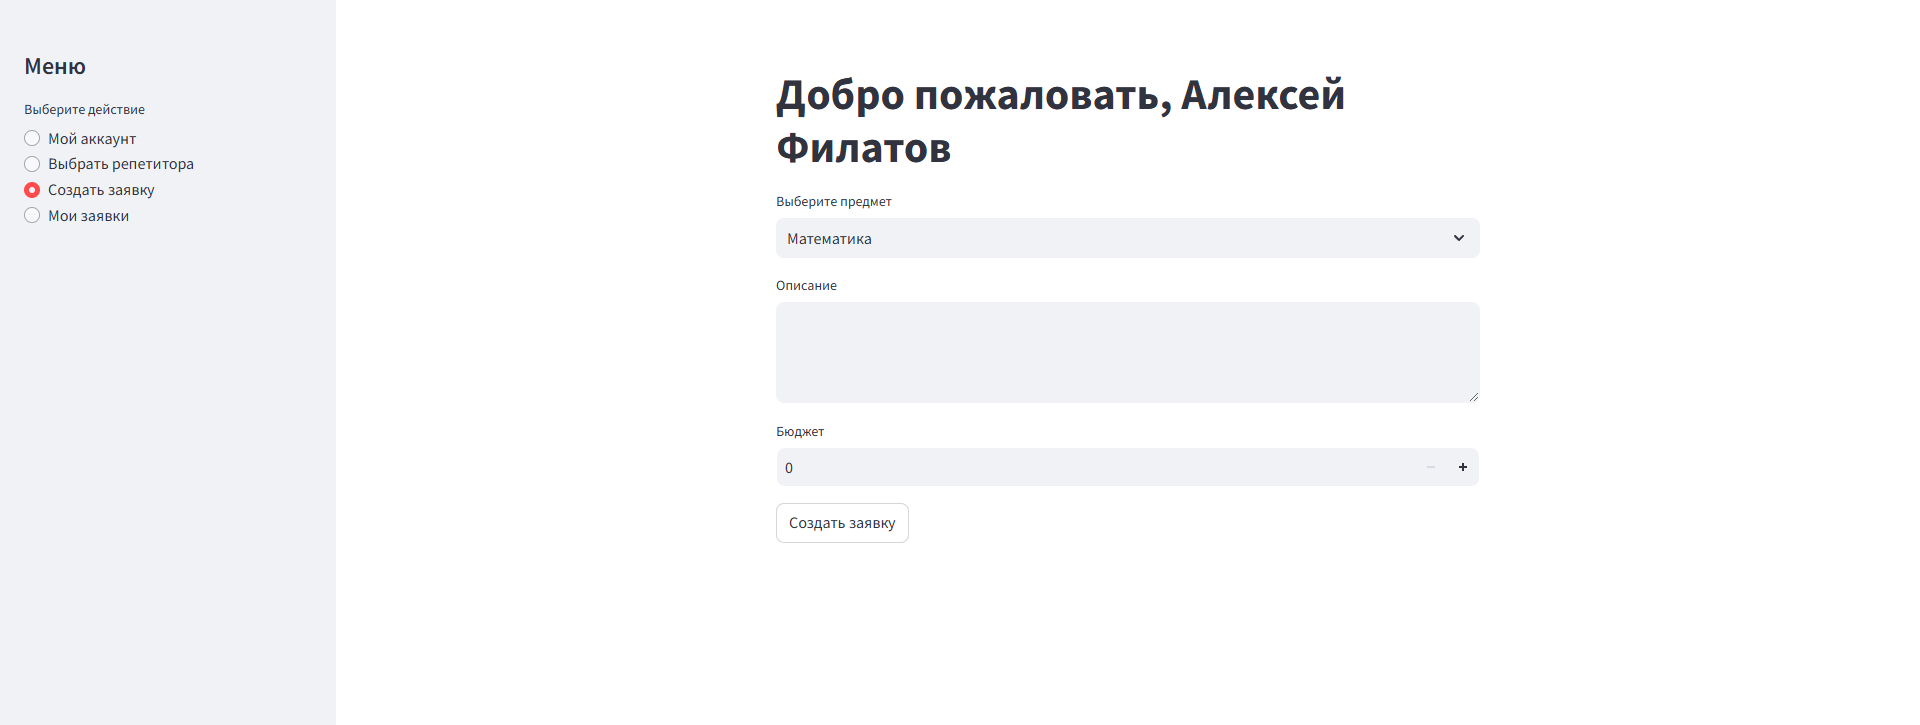 Меню
Выберите действие
Мой аккаунт
Выбрать репетитора
Создать заявку
Мои заявки
Добро пожаловать, Алексей
Филатов
Выберите предмет
Математика
Описание
Бюджет
0
Создать заявку